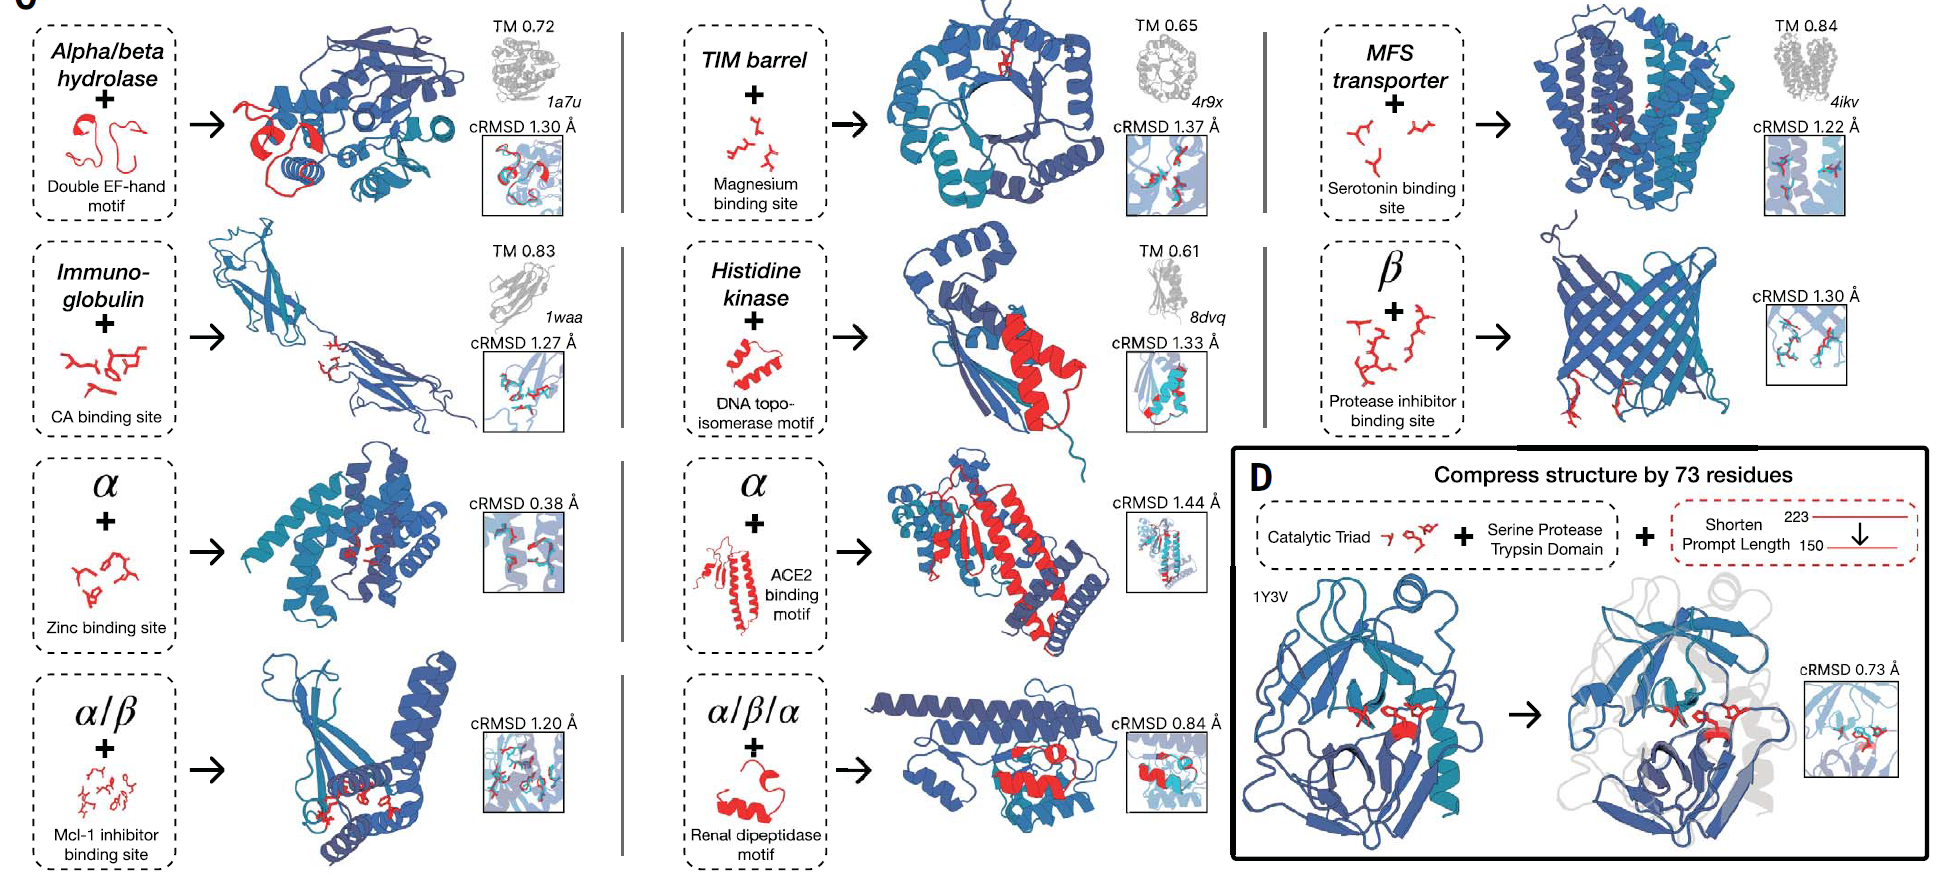 C
Alpha/beta
hydrolase
+
Double EF-hand
motif
TM 0.72
1a7u
cRMSD 1.30 Å
TIM barrel
+
Magnesium
binding site
TM 0.65
4r9x
cRMSD 1.37 Å
MFS
transporter
+
Serotonin binding
site
TM 0.84
4ikv
cRMSD 1.22 Å
Immuno-
globulin
+
CA binding site
TM 0.83
1waa
cRMSD 1.27 Å
Histidine
kinase
+
DNA topo-
isomerase motif
TM 0.61
8dvq
cRMSD 1.33 Å
β
+
Protease inhibitor
binding site
cRMSD 1.30 Å
α
+
Zinc binding site
cRMSD 0.38 Å
α
+
ACE2
binding
motif
cRMSD 1.44 Å
α/β
+
Mcl-1 inhibitor
binding site
cRMSD 1.20 Å
α/β/α
+
Renal dipeptidase
motif
cRMSD 0.84 Å
D
Compress structure by 73 residues
Catalytic Triad
+
Serine Protease
Trypsin Domain
+
Shorten
Prompt Length
223
150
1Y3V
cRMSD 0.73 Å